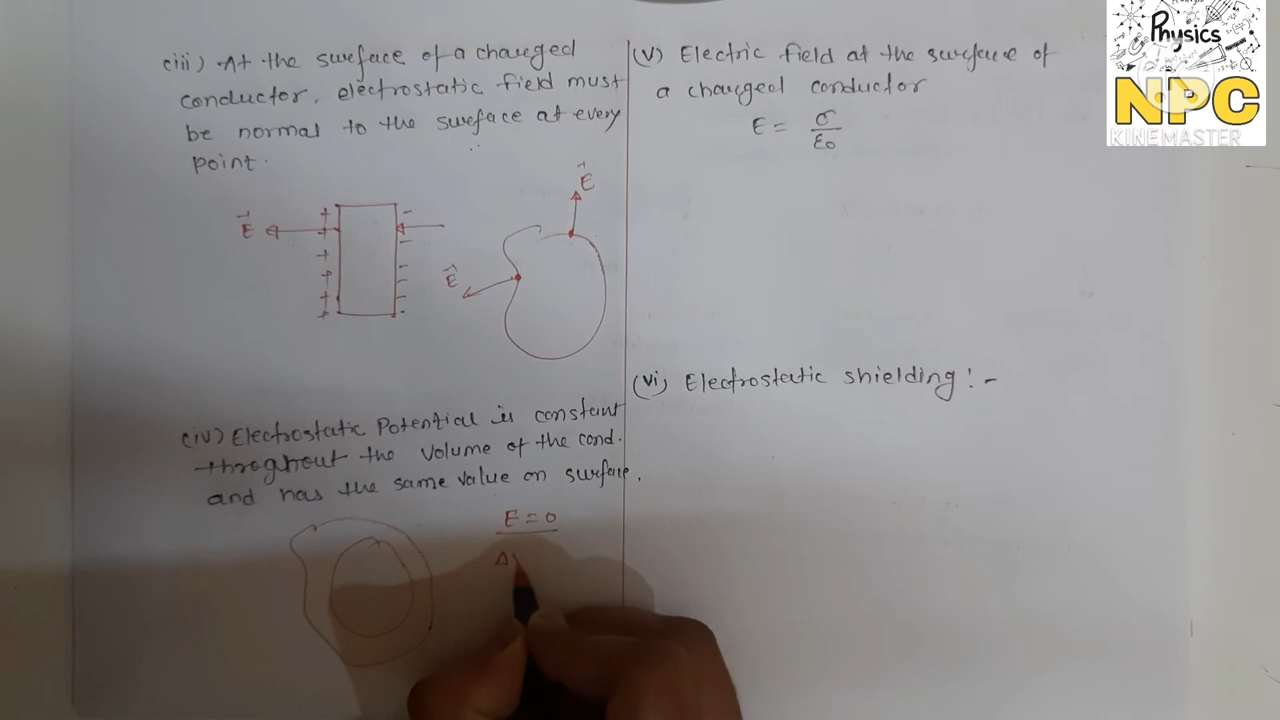 (iii) At the surface of a charged
conductor, electrostatic field must
be normal to the surface at every
point.
E
+ + + + + +
- - - - - -
E
E
(iv) Electrostatic Potential is constant
throghout the volume of the cond.
and has the same value on surface.
E = 0
Δ
(v) Electric field at the surface of
a charged conductor
E = σ/ε0
(vi) Electrostatic shielding :-
Physics
NPC
KINEMASTER